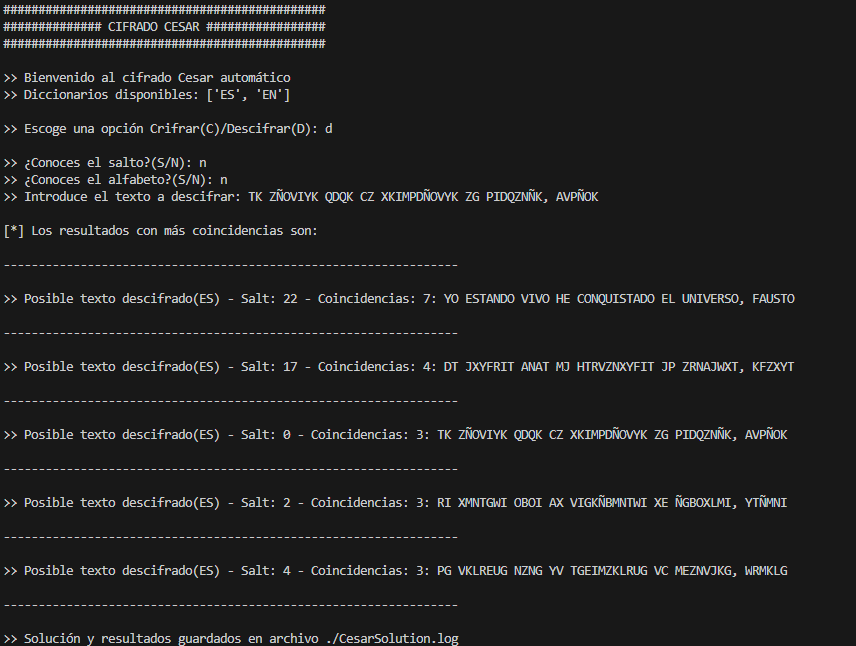 ##############################################
############## CIFRADO CESAR #################
##############################################
>> Bienvenido al cifrado Cesar automático
>> Diccionarios disponibles: ['ES', 'EN']
>> Escoge una opción Crifrar(C)/Descifrar(D): d
>> ¿Conoces el salto?(S/N): n
>> ¿Conoces el alfabeto?(S/N): n
>> Introduce el texto a descifrar: TK ZÑOVIYK QDQK CZ XKIMPDÑOVYK ZG PIDQZNÑK, AVPÑOK
[*] Los resultados con más coincidencias son:
-----------------------------------------------------------------
>> Posible texto descifrado(ES) - Salt: 22 - Coincidencias: 7: YO ESTANDO VIVO HE CONQUISTADO EL UNIVERSO, FAUSTO
-----------------------------------------------------------------
>> Posible texto descifrado(ES) - Salt: 17 - Coincidencias: 4: DT JXYFRIT ANAT MJ HTRVZNXYFIT JP ZRNAJWXT, KFZXYT
-----------------------------------------------------------------
>> Posible texto descifrado(ES) - Salt: 0 - Coincidencias: 3: TK ZÑOVIYK QDQK CZ XKIMPDÑOVYK ZG PIDQZNÑK, AVPÑOK
-----------------------------------------------------------------
>> Posible texto descifrado(ES) - Salt: 2 - Coincidencias: 3: RI XMNTGWI OBOI AX VIGKÑBMNTWI XE ÑGBOXLMI, YTÑMNI
-----------------------------------------------------------------
>> Posible texto descifrado(ES) - Salt: 4 - Coincidencias: 3: PG VKLREUG NZNG YV TGEIMZKLRUG VC MEZNVJKG, WRMKLG
-----------------------------------------------------------------
>> Solución y resultados guardados en archivo ./CesarSolution.log